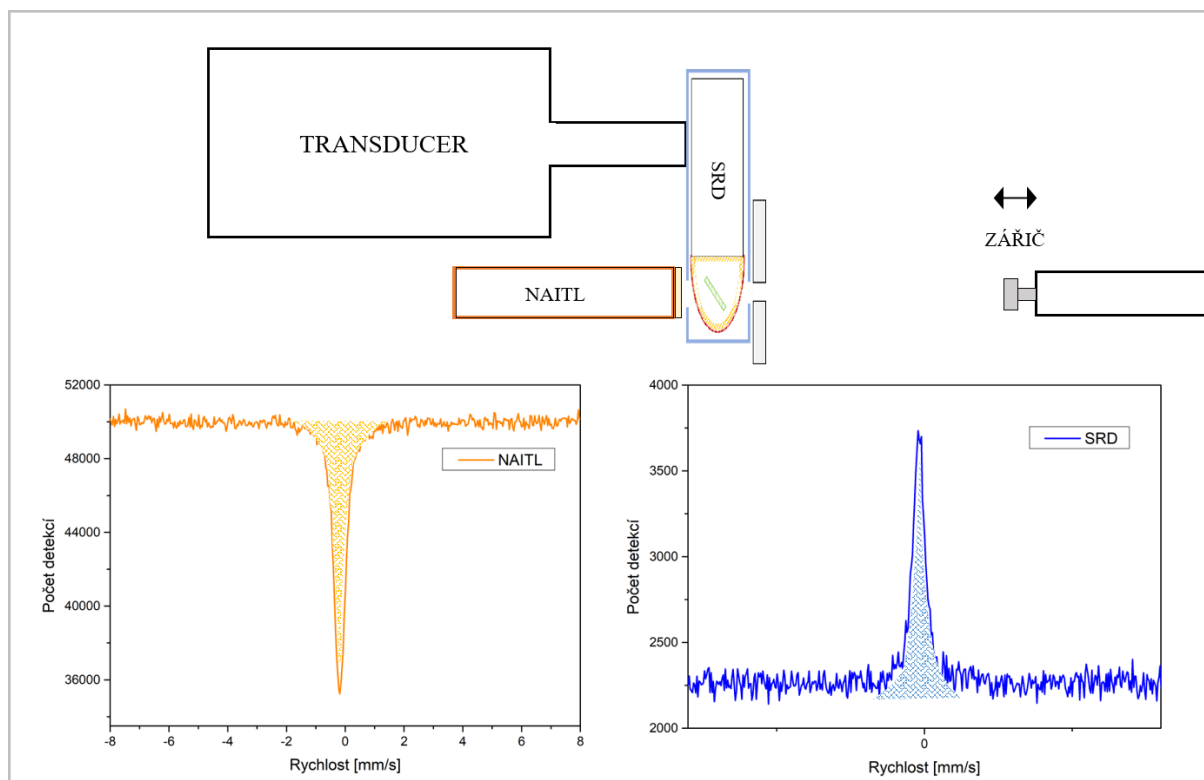 TRANSDUCER
SRD
ZÁŘIČ
NAITL
52000
48000
44000
40000
36000
Počet detekcí
NAITL
-8 -6 -4 -2 0 2 4 6 8
Rychlost [mm/s]
4000
3500
3000
2500
2000
Počet detekcí
SRD
0
Rychlost [mm/s]